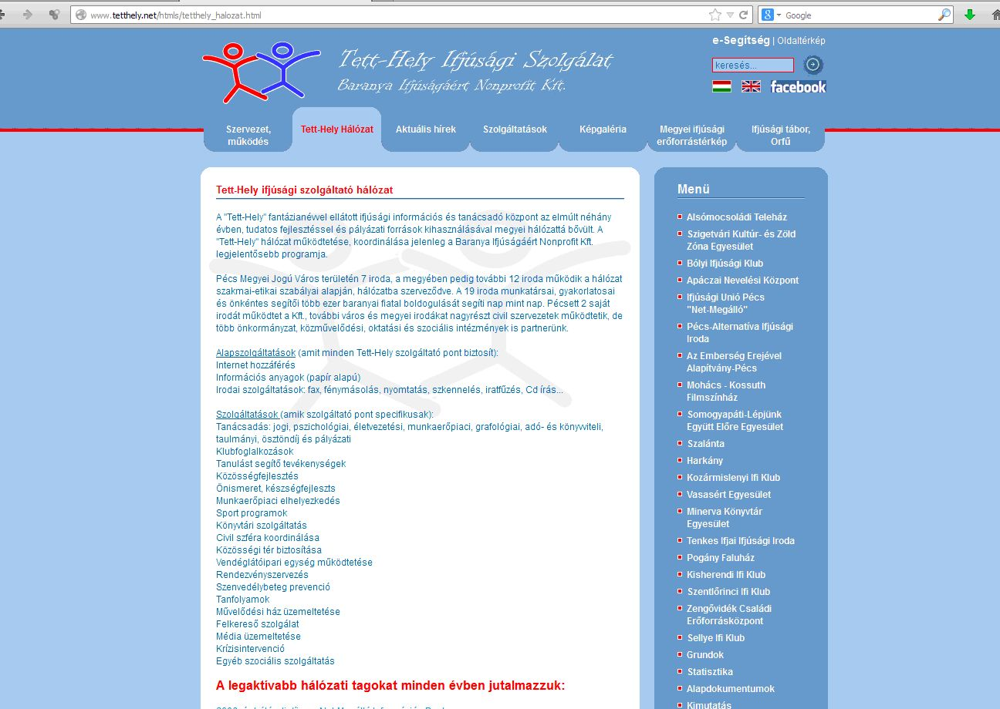 www.tetthely.net/htmls/tetthely_halozat.html
Google
e-Segítség | Oldaltérkép
Tett-Hely Ifjúsági Szolgálat
Baranya Ifjúságáért Nonprofit Kft.
keresés...
facebook
Szervezet,
működés
Tett-Hely Hálózat
Aktuális hírek
Szolgáltatások
Képgaléria
Megyei ifjúsági
erőforrástérkép
Ifjúsági tábor,
Orfű
Tett-Hely ifjúsági szolgáltató hálózat
A "Tett-Hely" fantázianévvel ellátott ifjúsági információs és tanácsadó központ az elmúlt néhány
évben, tudatos fejlesztéssel és pályázati források kihasználásával megyei hálózattá bővült. A
"Tett-Hely" hálózat működtetése, koordinálása jelenleg a Baranya Ifjúságáért Nonprofit Kft.
legjelentősebb programja.
Pécs Megyei Jogú Város területén 7 iroda, a megyében pedig további 12 iroda működik a hálózat
szakmai-etikai szabályai alapján, hálózatba szerveződve. A 19 iroda munkatársai, gyakorlatosai
és önkéntes segítői több ezer baranyai fiatal boldogulását segíti nap mint nap. Pécsett 2 saját
irodát működtet a Kft., további város és megyei irodákat nagyrészt civil szervezetek működtetik, de
több önkormányzat, közművelődési, oktatási és szociális intézmények is partnerünk.
Alapszolgáltatások (amit minden Tett-Hely szolgáltató pont biztosít):
Internet hozzáférés
Információs anyagok (papír alapú)
Irodai szolgáltatások: fax, fénymásolás, nyomtatás, szkennelés, iratfűzés, Cd írás...
Szolgáltatások (amik szolgáltató pont specifikusak):
Tanácsadás: jogi, pszichológiai, életvezetési, munkaerőpiaci, grafológiai, adó- és könyvviteli,
taulmányi, ösztöndíj és pályázati
Klubfoglalkozások
Tanulást segítő tevékenységek
Közösségfejlesztés
Önismeret, készségfejleszts
Munkaerőpiaci elhelyezkedés
Sport programok
Könyvtári szolgáltatás
Civil szféra koordinálása
Közösségi tér biztosítása
Vendéglátóipari egység működtetése
Rendezvényszervezés
Szenvedélybeteg prevenció
Tanfolyamok
Művelődési ház üzemeltetése
Felkereső szolgálat
Média üzemeltetése
Krízisintervenció
Egyéb szociális szolgáltatás
A legaktívabb hálózati tagokat minden évben jutalmazzuk:
Menü
Alsómocsoládi Teleház
Szigetvári Kultúr- és Zöld
Zóna Egyesület
Bólyi Ifjúsági Klub
Apáczai Nevelési Központ
Ifjúsági Unió Pécs
"Net-Megálló"
Pécs-Alternatíva Ifjúsági
Iroda
Az Emberség Erejével
Alapítvány-Pécs
Mohács - Kossuth
Filmszínház
Somogyapáti-Lépjünk
Együtt Előre Egyesület
Szalánta
Harkány
Kozármislenyi Ifi Klub
Vasasért Egyesület
Minerva Könyvtár
Egyesület
Tenkes Ifjai Ifjúsági Iroda
Pogány Faluház
Kisherendi Ifi Klub
Szentlőrinci Ifi Klub
Zengővidék Családi
Erőforrásközpont
Sellye Ifi Klub
Grundok
Statisztika
Alapdokumentumok
Kimutatás